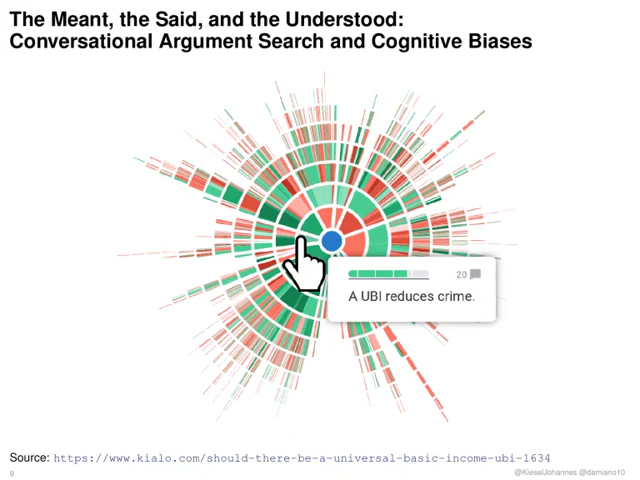 The Meant, the Said, and the Understood:
Conversational Argument Search and Cognitive Biases
20
A UBI reduces crime.
Source: https://www.kialo.com/should-there-be-a-universal-basic-income-ubi-1634
9
@KieselJohannes @damiano10